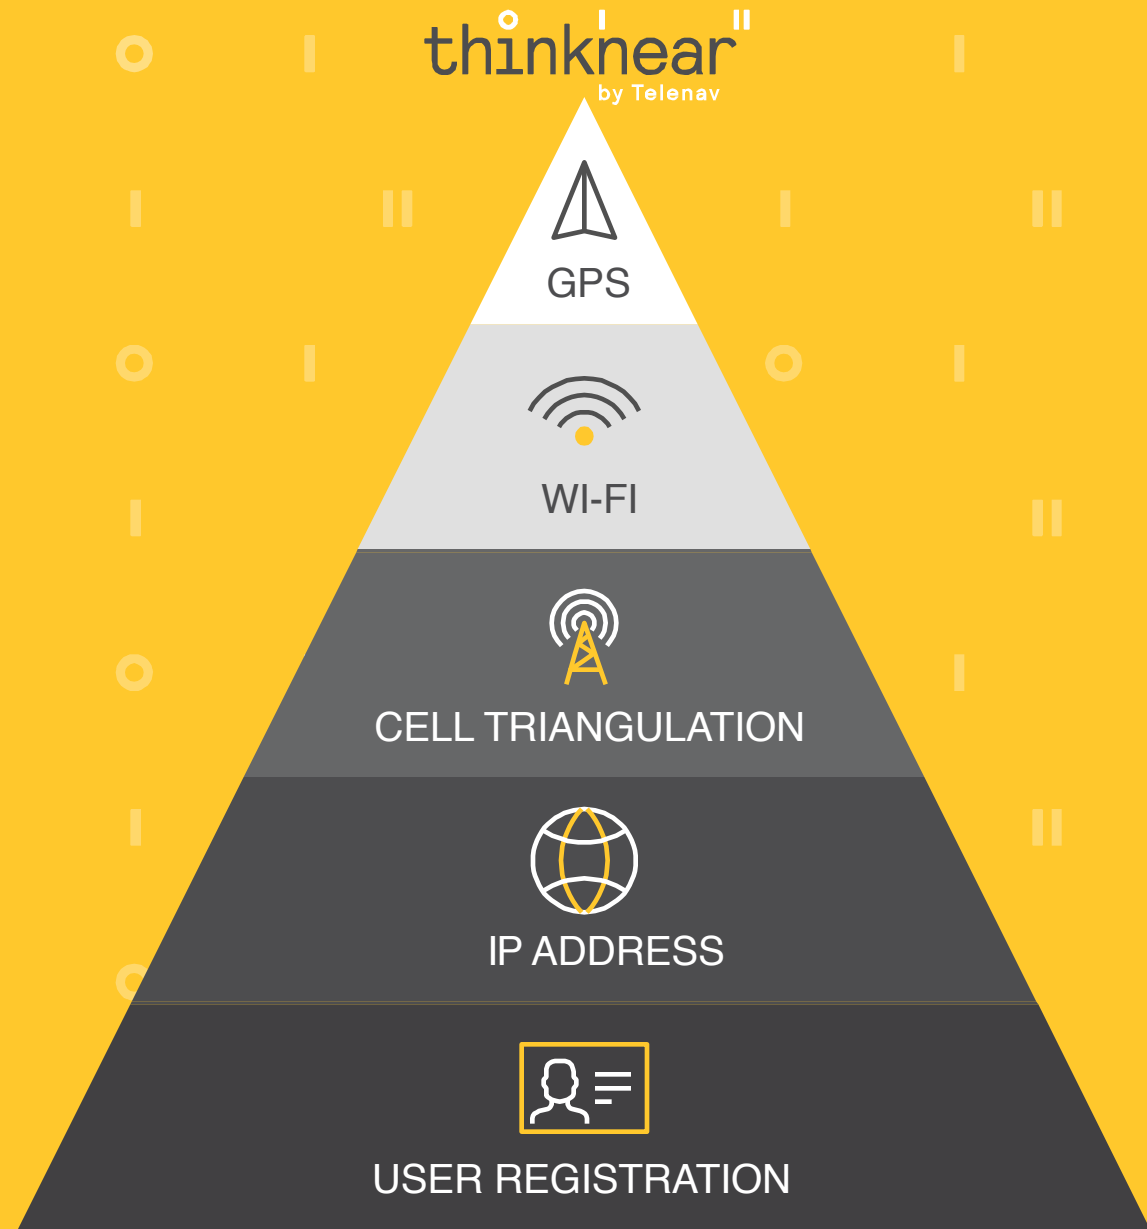 thinknear
by Telenav
GPS
WI-FI
CELL TRIANGULATION
IP ADDRESS
USER REGISTRATION